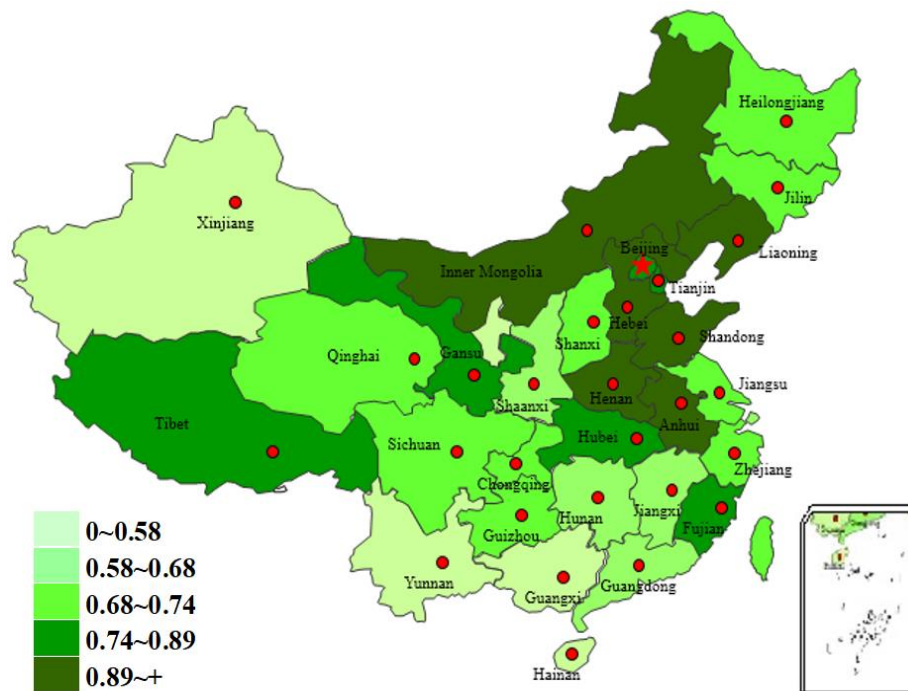 Heilongjiang
Jilin
Xinjiang
Beijing
Liaoning
Inner Mongolia
Tianjin
Hebei
Shanxi
Shandong
Qinghai
Gansu
Jiangsu
Shaanxi
Henan
Anhui
Tibet
Sichuan
Hubei
Zhejiang
Chongqing
Hunan
Jiangxi
Fujian
Guizhou
Yunnan
Guangxi
Guangdong
Hainan
0~0.58
0.58~0.68
0.68~0.74
0.74~0.89
0.89~+